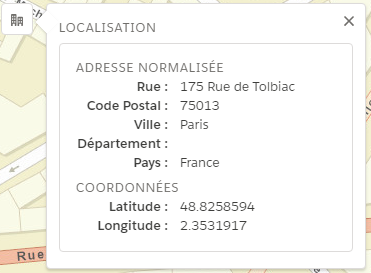 LOCALISATION
ADRESSE NORMALISÉE
Rue : 175 Rue de Tolbiac
Code Postal : 75013
Ville : Paris
Département :
Pays : France
COORDONNÉES
Latitude : 48.8258594
Longitude : 2.3531917
Rue